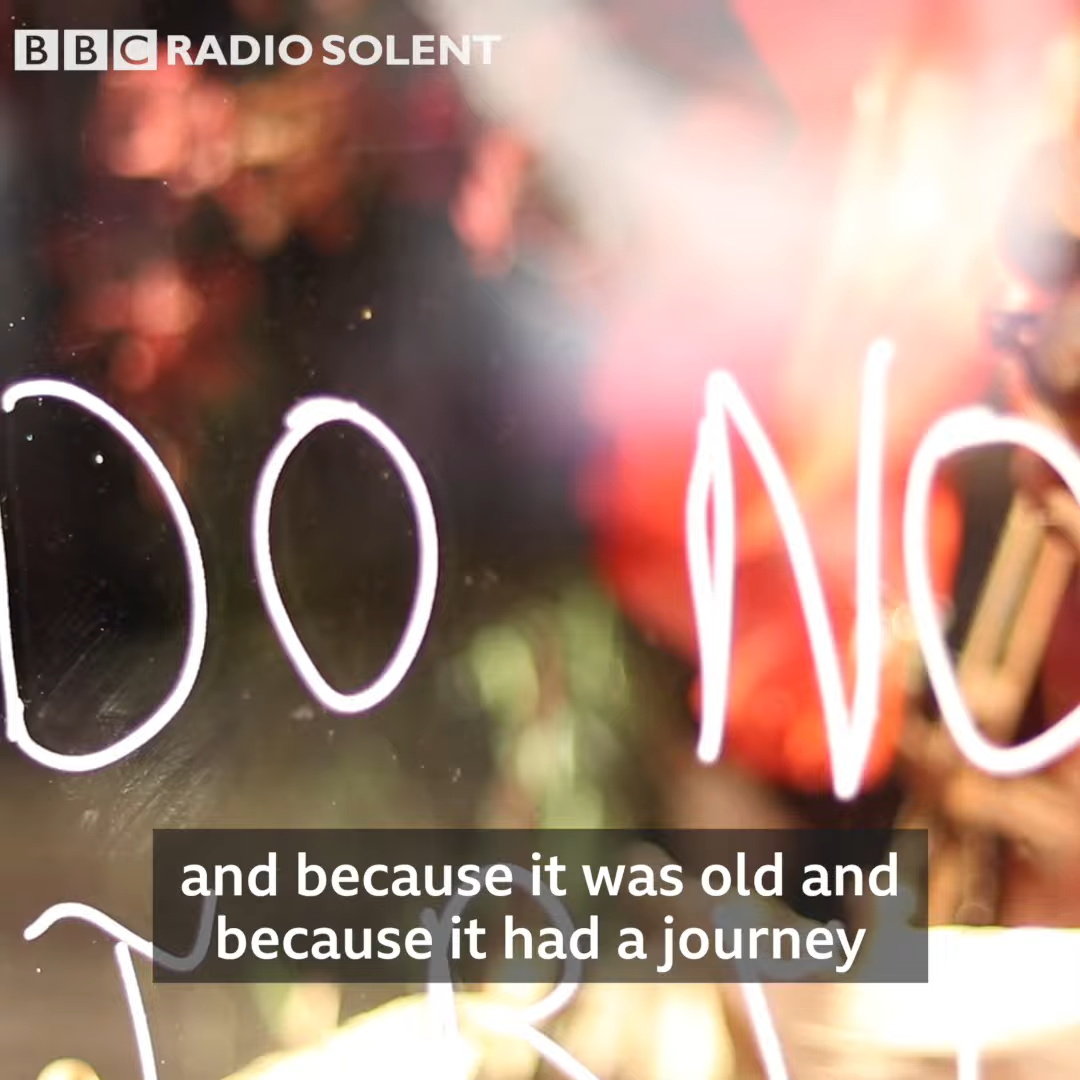 BBC RADIO SOLENT
DO NO
and because it was old and
because it had a journey